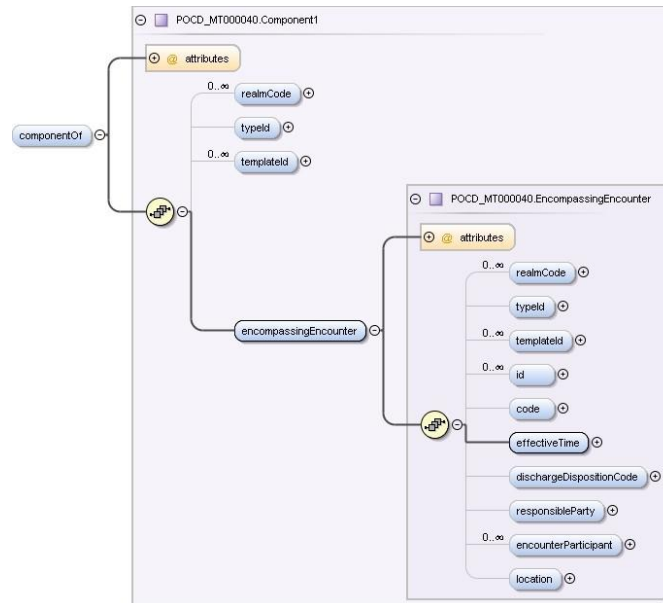 POCD_MT000040.Component1
@ attributes
0..∞
realmCode
componentOf
typeId
0..∞
templateId
POCD_MT000040.EncompassingEncounter
@ attributes
0..∞
realmCode
typeId
encompassingEncounter
0..∞
templateId
0..∞
id
code
effectiveTime
dischargeDispositionCode
responsibleParty
0..∞
encounterParticipant
location